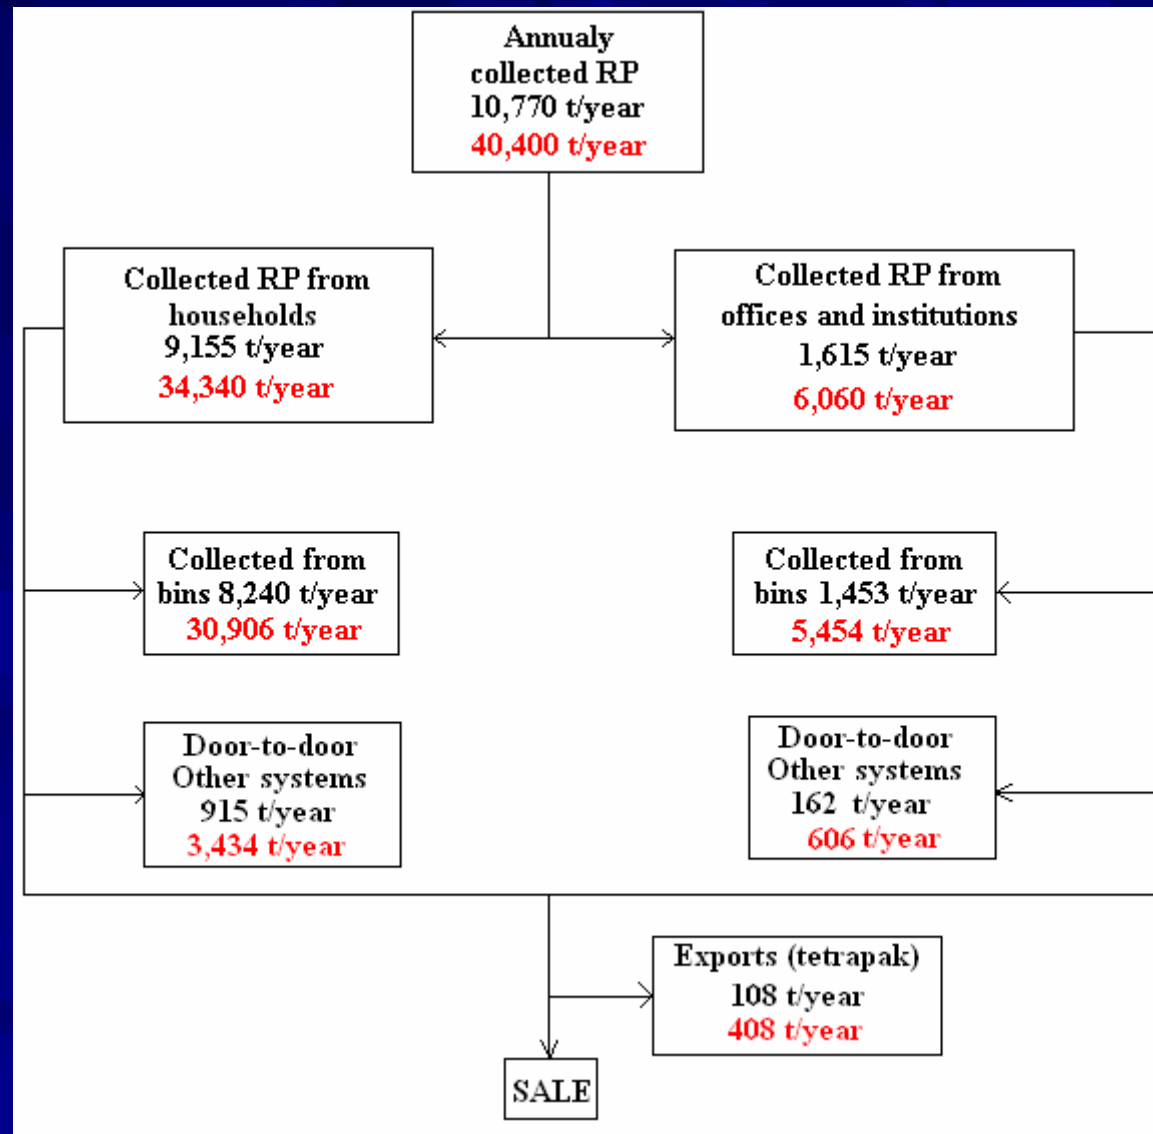 Annualy
collected RP
10,770 t/year
40,400 t/year
Collected RP from
households
9,155 t/year
34,340 t/year
Collected RP from
offices and institutions
1,615 t/year
6,060 t/year
Collected from
bins 8,240 t/year
30,906 t/year
Collected from
bins 1,453 t/year
5,454 t/year
Door-to-door
Other systems
915 t/year
3,434 t/year
Door-to-door
Other systems
162 t/year
606 t/year
Exports (tetrapak)
108 t/year
408 t/year
SALE